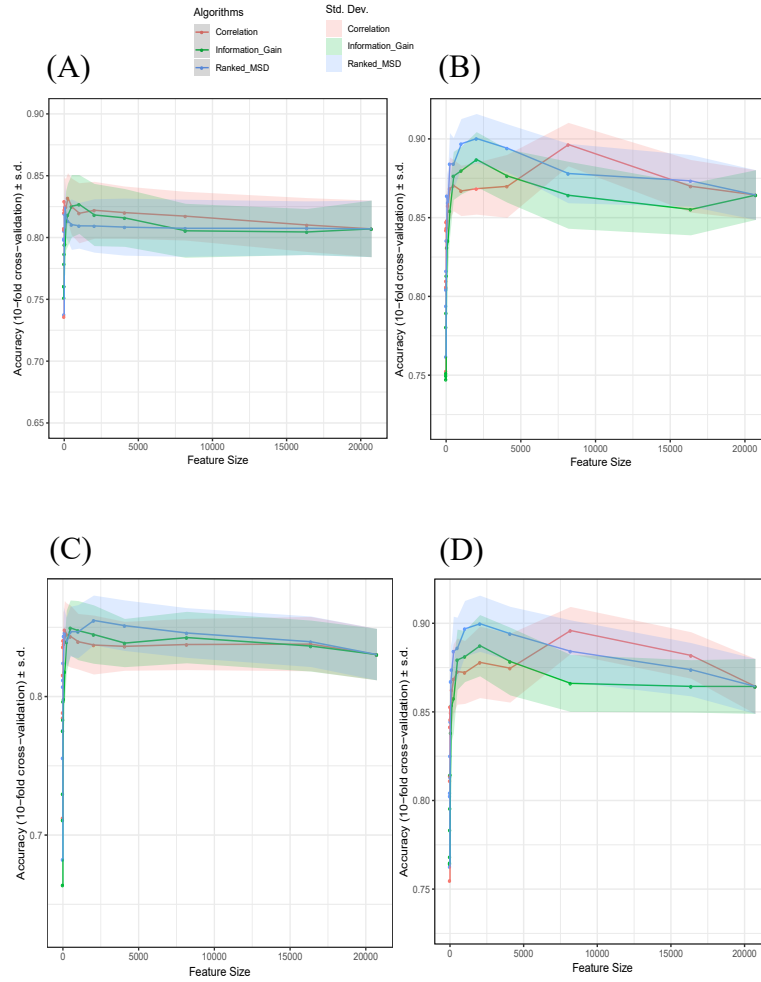 Algorithms
Correlation
Information_Gain
Ranked_MSD
Std. Dev.
Correlation
Information_Gain
Ranked_MSD
(A)
Accuracy (10-fold cross-validation) ± s.d.
0.90
0.85
0.80
0.75
0.70
0.65
0 5000 10000 15000 20000
Feature Size
(B)
Accuracy (10-fold cross-validation) ± s.d.
0.90
0.85
0.80
0.75
0 5000 10000 15000 20000
Feature Size
(C)
Accuracy (10-fold cross-validation) ± s.d.
0.8
0.7
0 5000 10000 15000 20000
Feature Size
(D)
Accuracy (10-fold cross-validation) ± s.d.
0.90
0.85
0.80
0.75
0 5000 10000 15000 20000
Feature Size